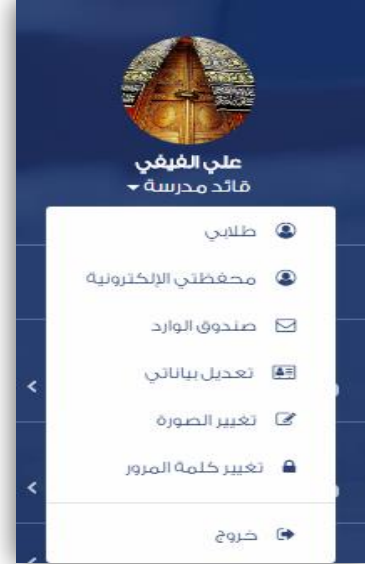 علي الفيفي
قائد مدرسة
طلابي
محفظتي الإلكترونية
صندوق الوارد
تعديل بياناتي
تغيير الصورة
تغيير كلمة المرور
خروج